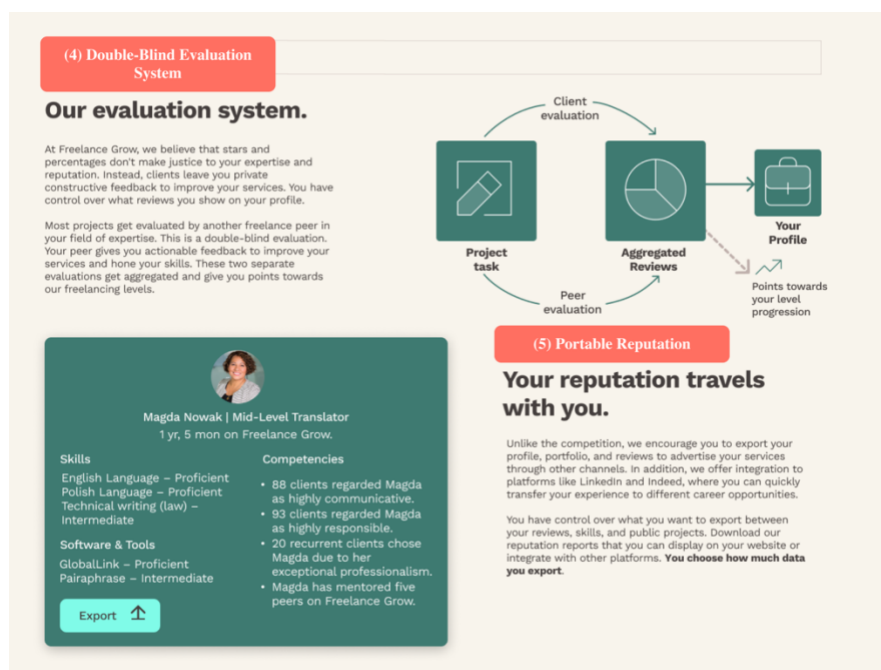 (4) Double-Blind Evaluation
System
Our evaluation system.
At Freelance Grow, we believe that stars and
percentages don't make justice to your expertise and
reputation. Instead, clients leave you private
constructive feedback to improve your services. You have
control over what reviews you show on your profile.
Most projects get evaluated by another freelance peer in
your field of expertise. This is a double-blind evaluation.
Your peer gives you actionable feedback to improve your
services and hone your skills. These two separate
evaluations get aggregated and give you points towards
our freelancing levels.
Client
evaluation
Project
task
Aggregated
Reviews
Your
Profile
Peer
evaluation
Points towards
your level
progression
Magda Nowak | Mid-Level Translator
1 yr, 5 mon on Freelance Grow.
Skills
English Language – Proficient
Polish Language – Proficient
Technical writing (law) –
Intermediate
Software & Tools
GlobalLink – Proficient
Pairaphrase – Intermediate
Export
Competencies
• 88 clients regarded Magda
as highly communicative.
• 93 clients regarded Magda
as highly responsible.
• 20 recurrent clients chose
Magda due to her
exceptional professionalism.
• Magda has mentored five
peers on Freelance Grow.
(5) Portable Reputation
Your reputation travels
with you.
Unlike the competition, we encourage you to export your
profile, portfolio, and reviews to advertise your services
through other channels. In addition, we offer integration to
platforms like LinkedIn and Indeed, where you can quickly
transfer your experience to different career opportunities.
You have control over what you want to export between
your reviews, skills, and public projects. Download our
reputation reports that you can display on your website or
integrate with other platforms. You choose how much data
you export.